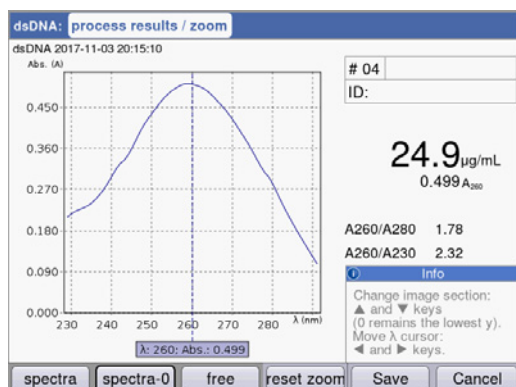 dsDNA: process results / zoom
dsDNA 2017-11-03 20:15:10
Abs. (A)
0.450
0.360
0.270
0.180
0.090
0.000
230 240 250 260 270 280 λ (nm)
λ: 260; Abs.: 0.499
# 04
ID:
24.9 µg/mL
0.499 A260
A260/A280 1.78
A260/A230 2.32
Info
Change image section:
▲ and ▼ keys
(0 remains the lowest y).
Move λ cursor:
◀ and ▶ keys.
spectra spectra-0 free reset zoom Save Cancel